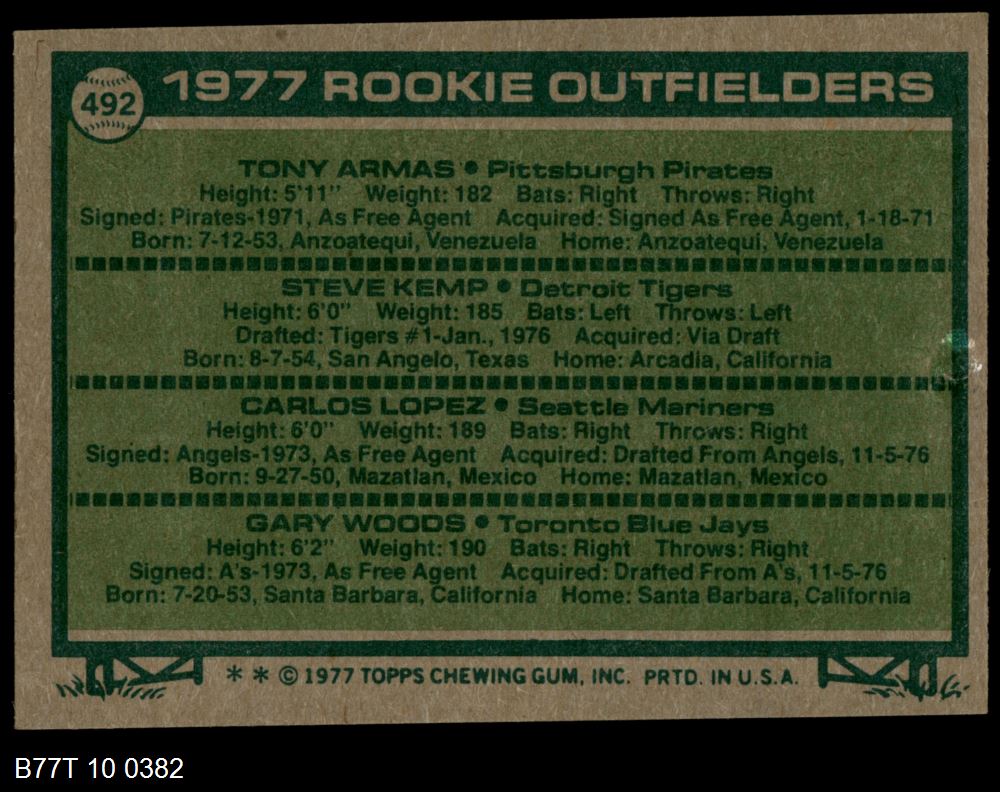 492
1977 ROOKIE OUTFIELDERS
TONY ARMAS • Pittsburgh Pirates
Height: 5'11" Weight: 182 Bats: Right Throws: Right
Signed: Pirates-1971, As Free Agent Acquired: Signed As Free Agent, 1-18-71
Born: 7-12-53, Anzoatequi, Venezuela Home: Anzoatequi, Venezuela
STEVE KEMP • Detroit Tigers
Height: 6'0" Weight: 185 Bats: Left Throws: Left
Drafted: Tigers #1-Jan., 1976 Acquired: Via Draft
Born: 8-7-54, San Angelo, Texas Home: Arcadia, California
CARLOS LOPEZ • Seattle Mariners
Height: 6'0" Weight: 189 Bats: Right Throws: Right
Signed: Angels-1973, As Free Agent Acquired: Drafted From Angels, 11-5-76
Born: 9-27-50, Mazatlan, Mexico Home: Mazatlan, Mexico
GARY WOODS • Toronto Blue Jays
Height: 6'2" Weight: 190 Bats: Right Throws: Right
Signed: A's-1973, As Free Agent Acquired: Drafted From A's, 11-5-76
Born: 7-20-53, Santa Barbara, California Home: Santa Barbara, California
* * © 1977 TOPPS CHEWING GUM, INC. PRTD. IN U.S.A.
B77T 10 0382